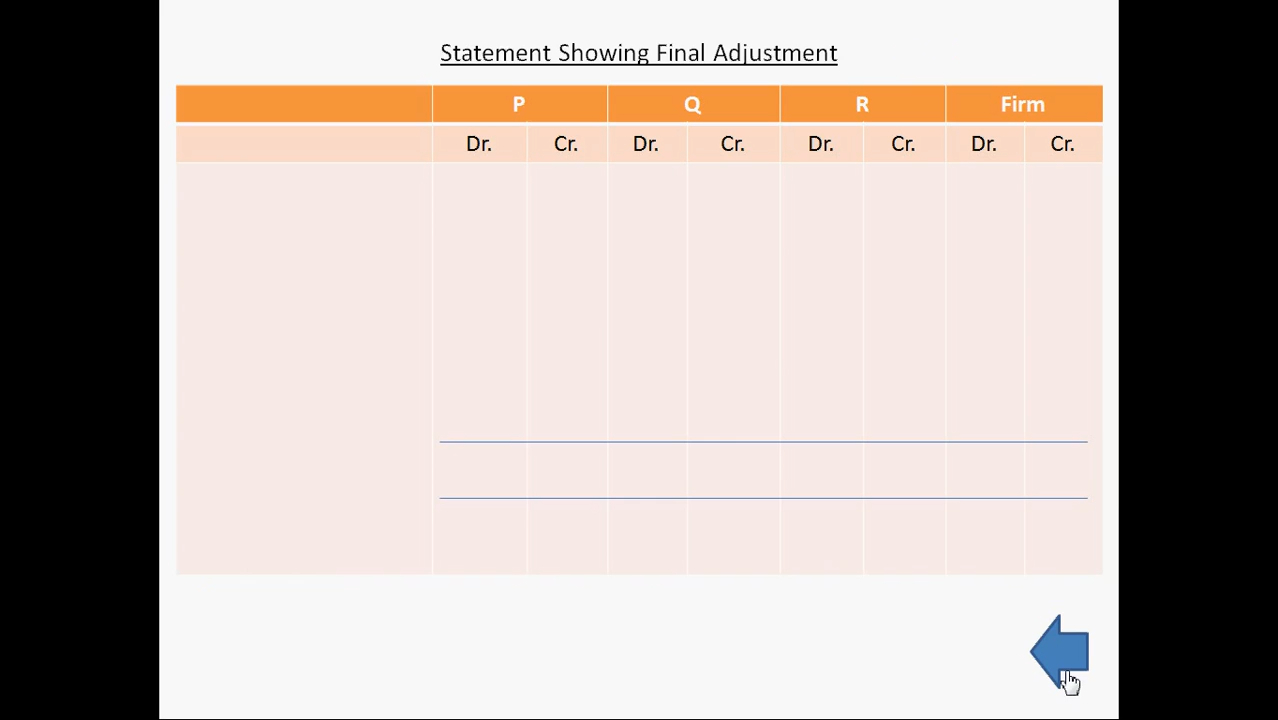 Statement Showing Final Adjustment
P Q R Firm
Dr. Cr. Dr. Cr. Dr. Cr. Dr. Cr.